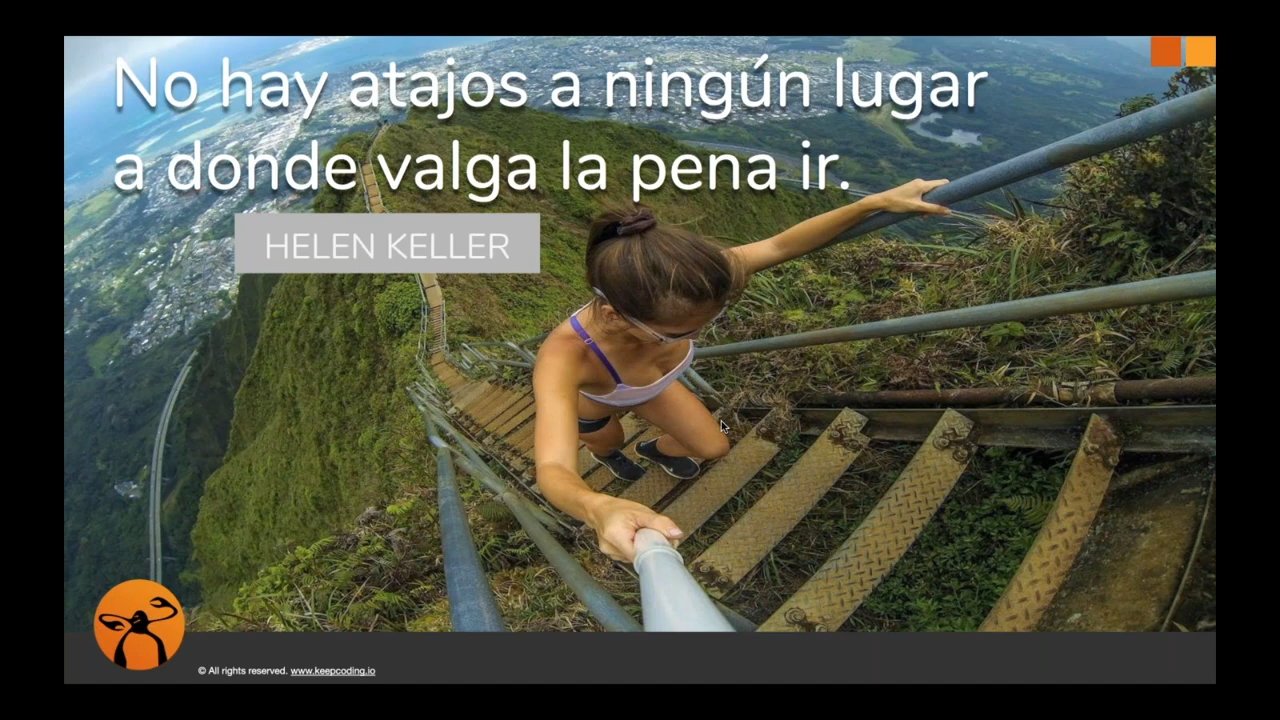 No hay atajos a ningún lugar
a donde valga la pena ir.
HELEN KELLER
© All rights reserved. www.keepcoding.io